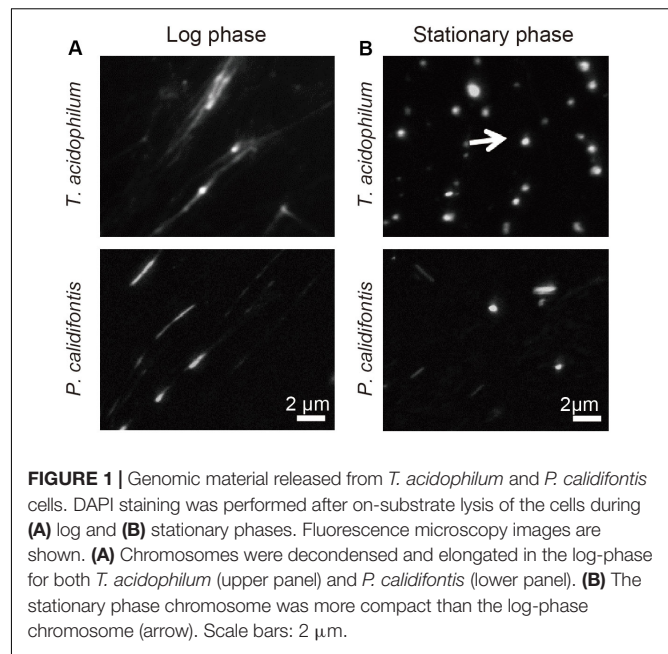 A
Log phase
B
Stationary phase
T. acidophilum
T. acidophilum
P. calidifontis
P. calidifontis
2 μm
2μm
FIGURE 1 | Genomic material released from T. acidophilum and P. calidifontis
cells. DAPI staining was performed after on-substrate lysis of the cells during
(A) log and (B) stationary phases. Fluorescence microscopy images are
shown. (A) Chromosomes were decondensed and elongated in the log-phase
for both T. acidophilum (upper panel) and P. calidifontis (lower panel). (B) The
stationary phase chromosome was more compact than the log-phase
chromosome (arrow). Scale bars: 2 μm.